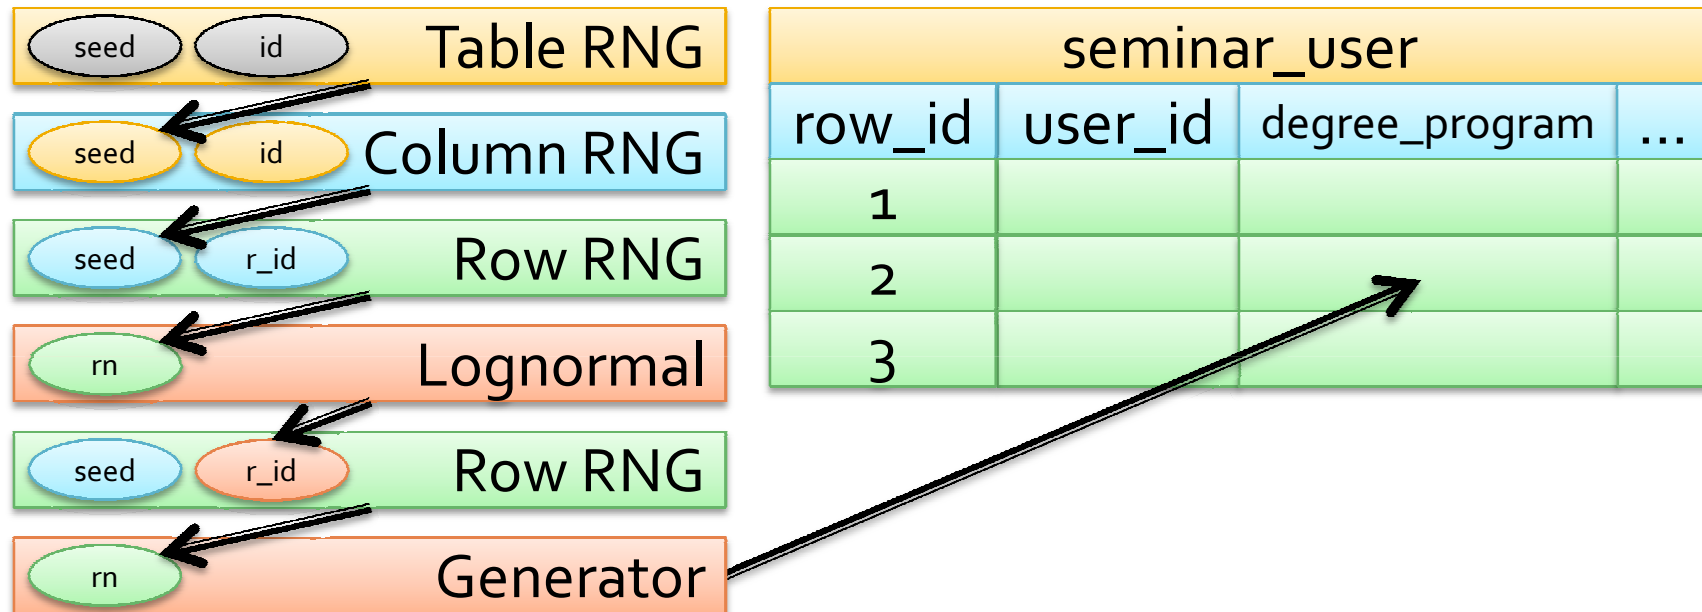 seed id Table RNG
seed id Column RNG
seed r_id Row RNG
rn Lognormal
seed r_id Row RNG
rn Generator
seminar_user
row_id user_id degree_program ...
1
2
3